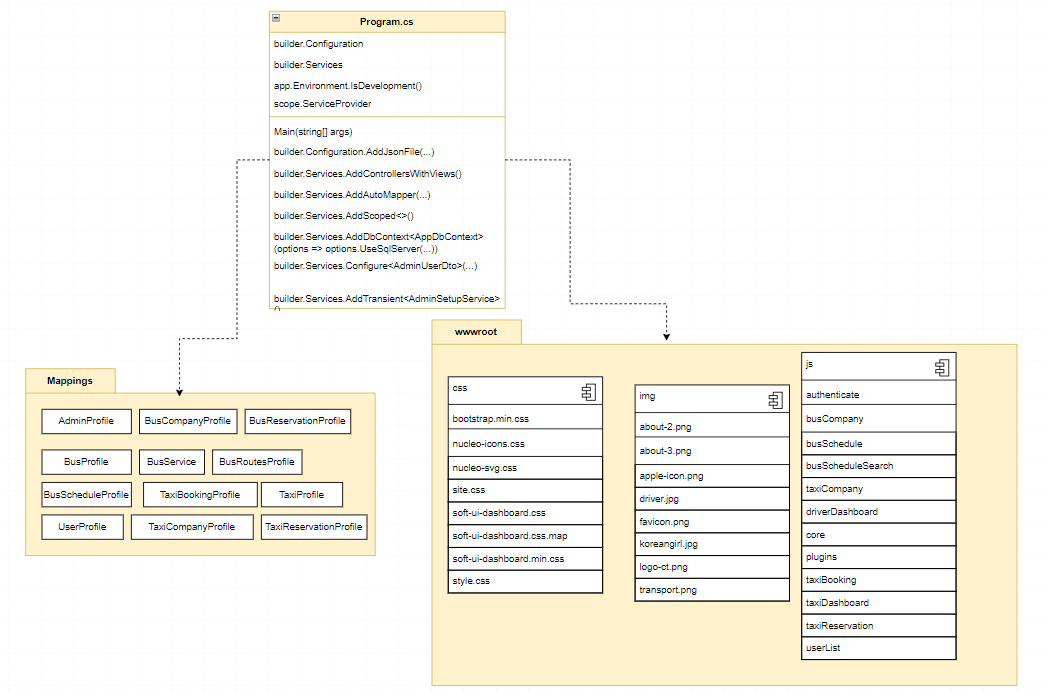 Program.cs
builder.Configuration
builder.Services
app.Environment.IsDevelopment()
scope.ServiceProvider
Main(string[] args)
builder.Configuration.AddJsonFile(...)
builder.Services.AddControllersWithViews()
builder.Services.AddAutoMapper(...)
builder.Services.AddScoped<>()
builder.Services.AddDbContext<AppDbContext>
(options => options.UseSqlServer(...))
builder.Services.Configure<AdminUserDto>(...)
builder.Services.AddTransient<AdminSetupService>
()
Mappings
AdminProfile
BusCompanyProfile
BusReservationProfile
BusProfile
BusService
BusRoutesProfile
BusScheduleProfile
TaxiBookingProfile
TaxiProfile
UserProfile
TaxiCompanyProfile
TaxiReservationProfile
wwwroot
css
bootstrap.min.css
nucleo-icons.css
nucleo-svg.css
site.css
soft-ui-dashboard.css
soft-ui-dashboard.css.map
soft-ui-dashboard.min.css
style.css
img
about-2.png
about-3.png
apple-icon.png
driver.jpg
favicon.png
koreangirl.jpg
logo-ct.png
transport.png
js
authenticate
busCompany
busSchedule
busScheduleSearch
taxiCompany
driverDashboard
core
plugins
taxiBooking
taxiDashboard
taxiReservation
userList